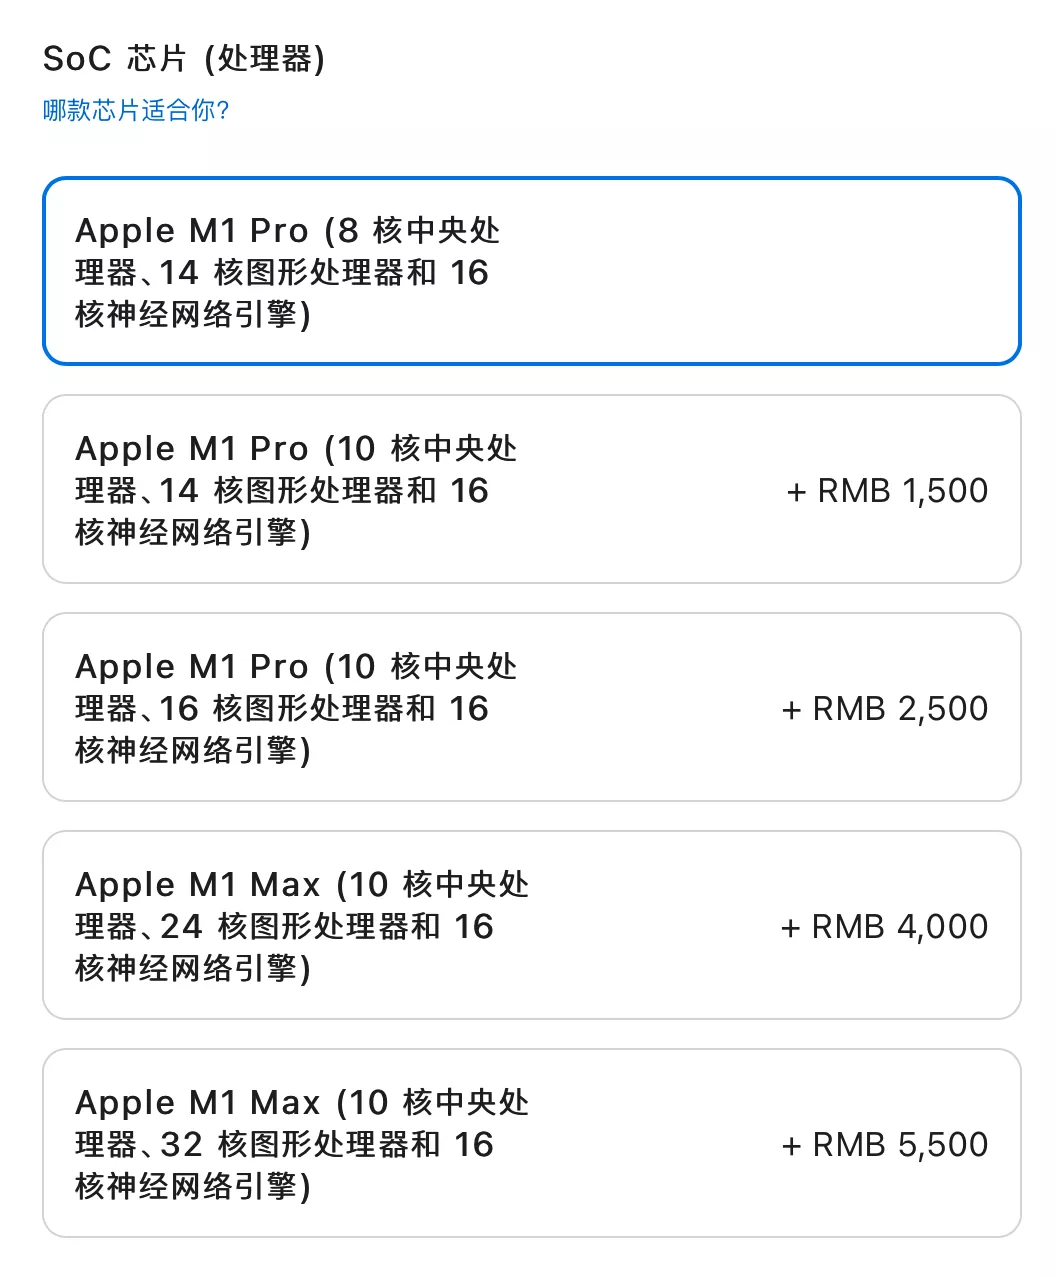 SoC 芯片 (处理器)
哪款芯片适合你?
Apple M1 Pro (8 核中央处
理器、14 核图形处理器和 16
核神经网络引擎)
Apple M1 Pro (10 核中央处
理器、14 核图形处理器和 16
核神经网络引擎)
+ RMB 1,500
Apple M1 Pro (10 核中央处
理器、16 核图形处理器和 16
核神经网络引擎)
+ RMB 2,500
Apple M1 Max (10 核中央处
理器、24 核图形处理器和 16
核神经网络引擎)
+ RMB 4,000
Apple M1 Max (10 核中央处
理器、32 核图形处理器和 16
核神经网络引擎)
+ RMB 5,500